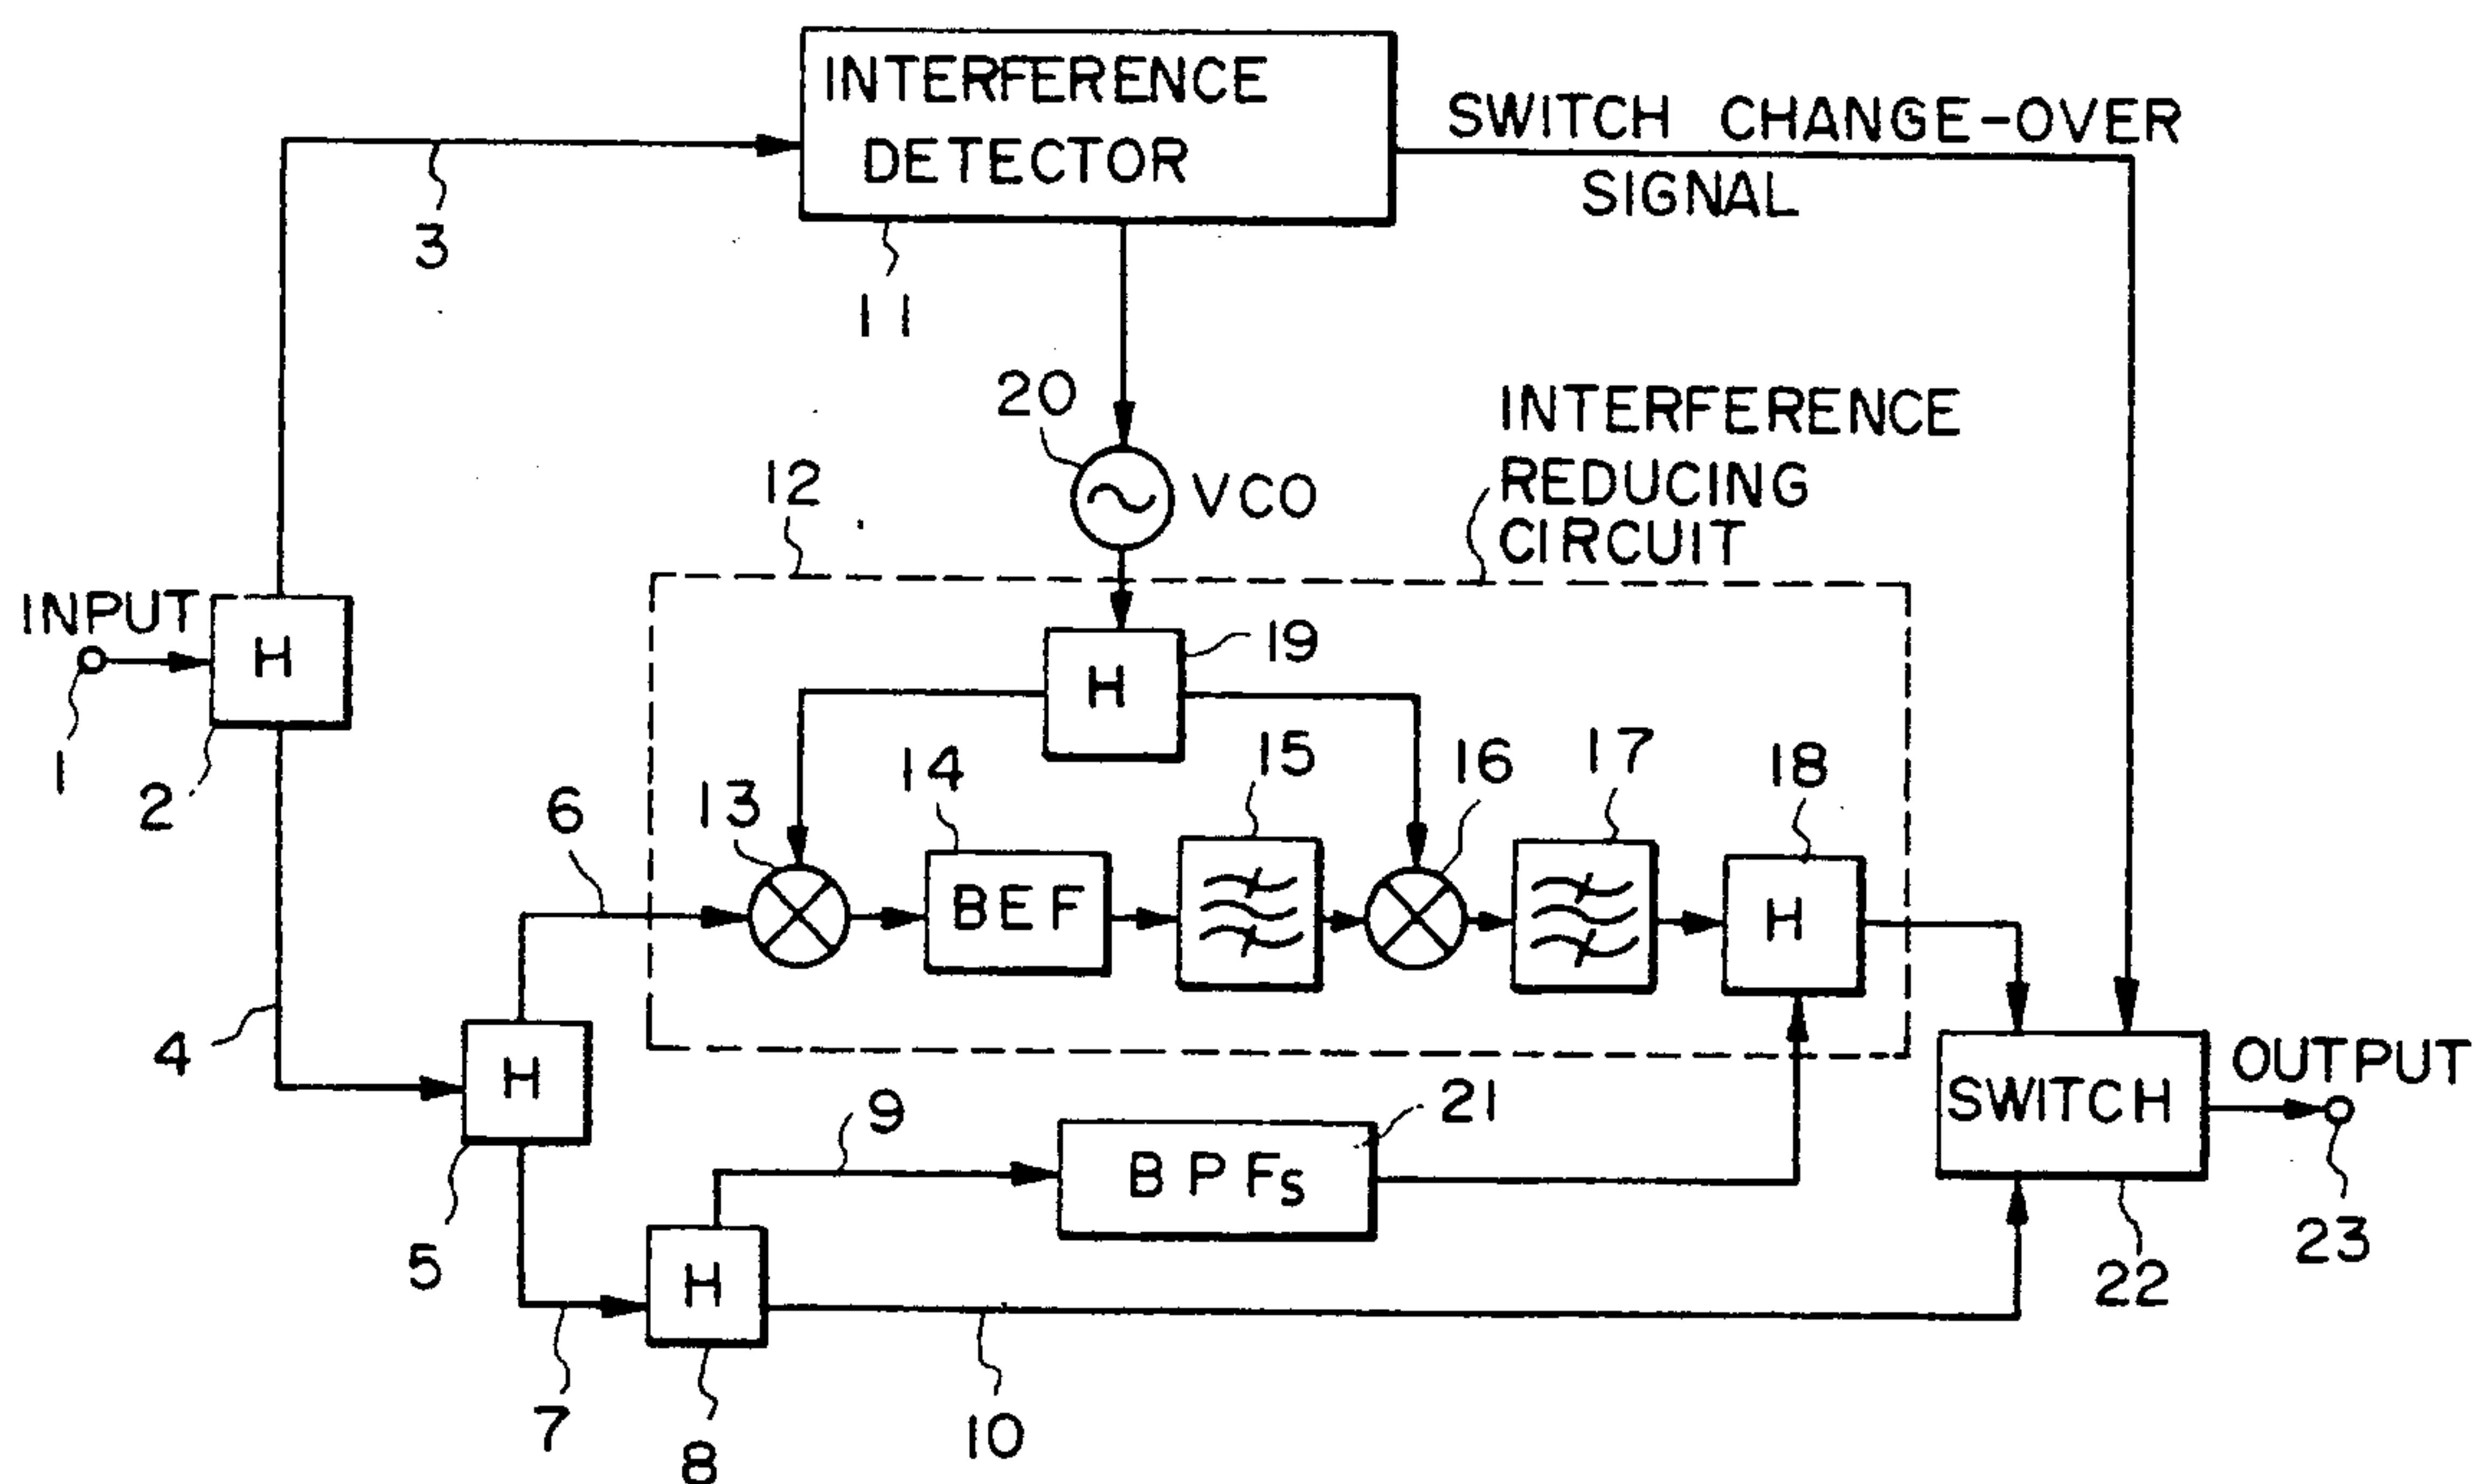 INTERFERENCE
DETECTOR
SWITCH CHANGE-OVER
SIGNAL
3
11
20
VCO
INTERFERENCE
REDUCING
CIRCUIT
12
INPUT
H
1
2
H
19
6
13
14
15
16
17
18
BEF
H
4
H
5
9
21
BPFs
SWITCH
OUTPUT
22
23
7
H
8
10